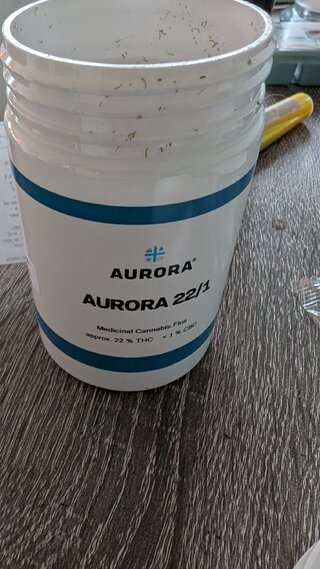 AURORA®
AURORA 22/1
Medicinal Cannabis Flos
approx. 22 % THC < 1 % CBD